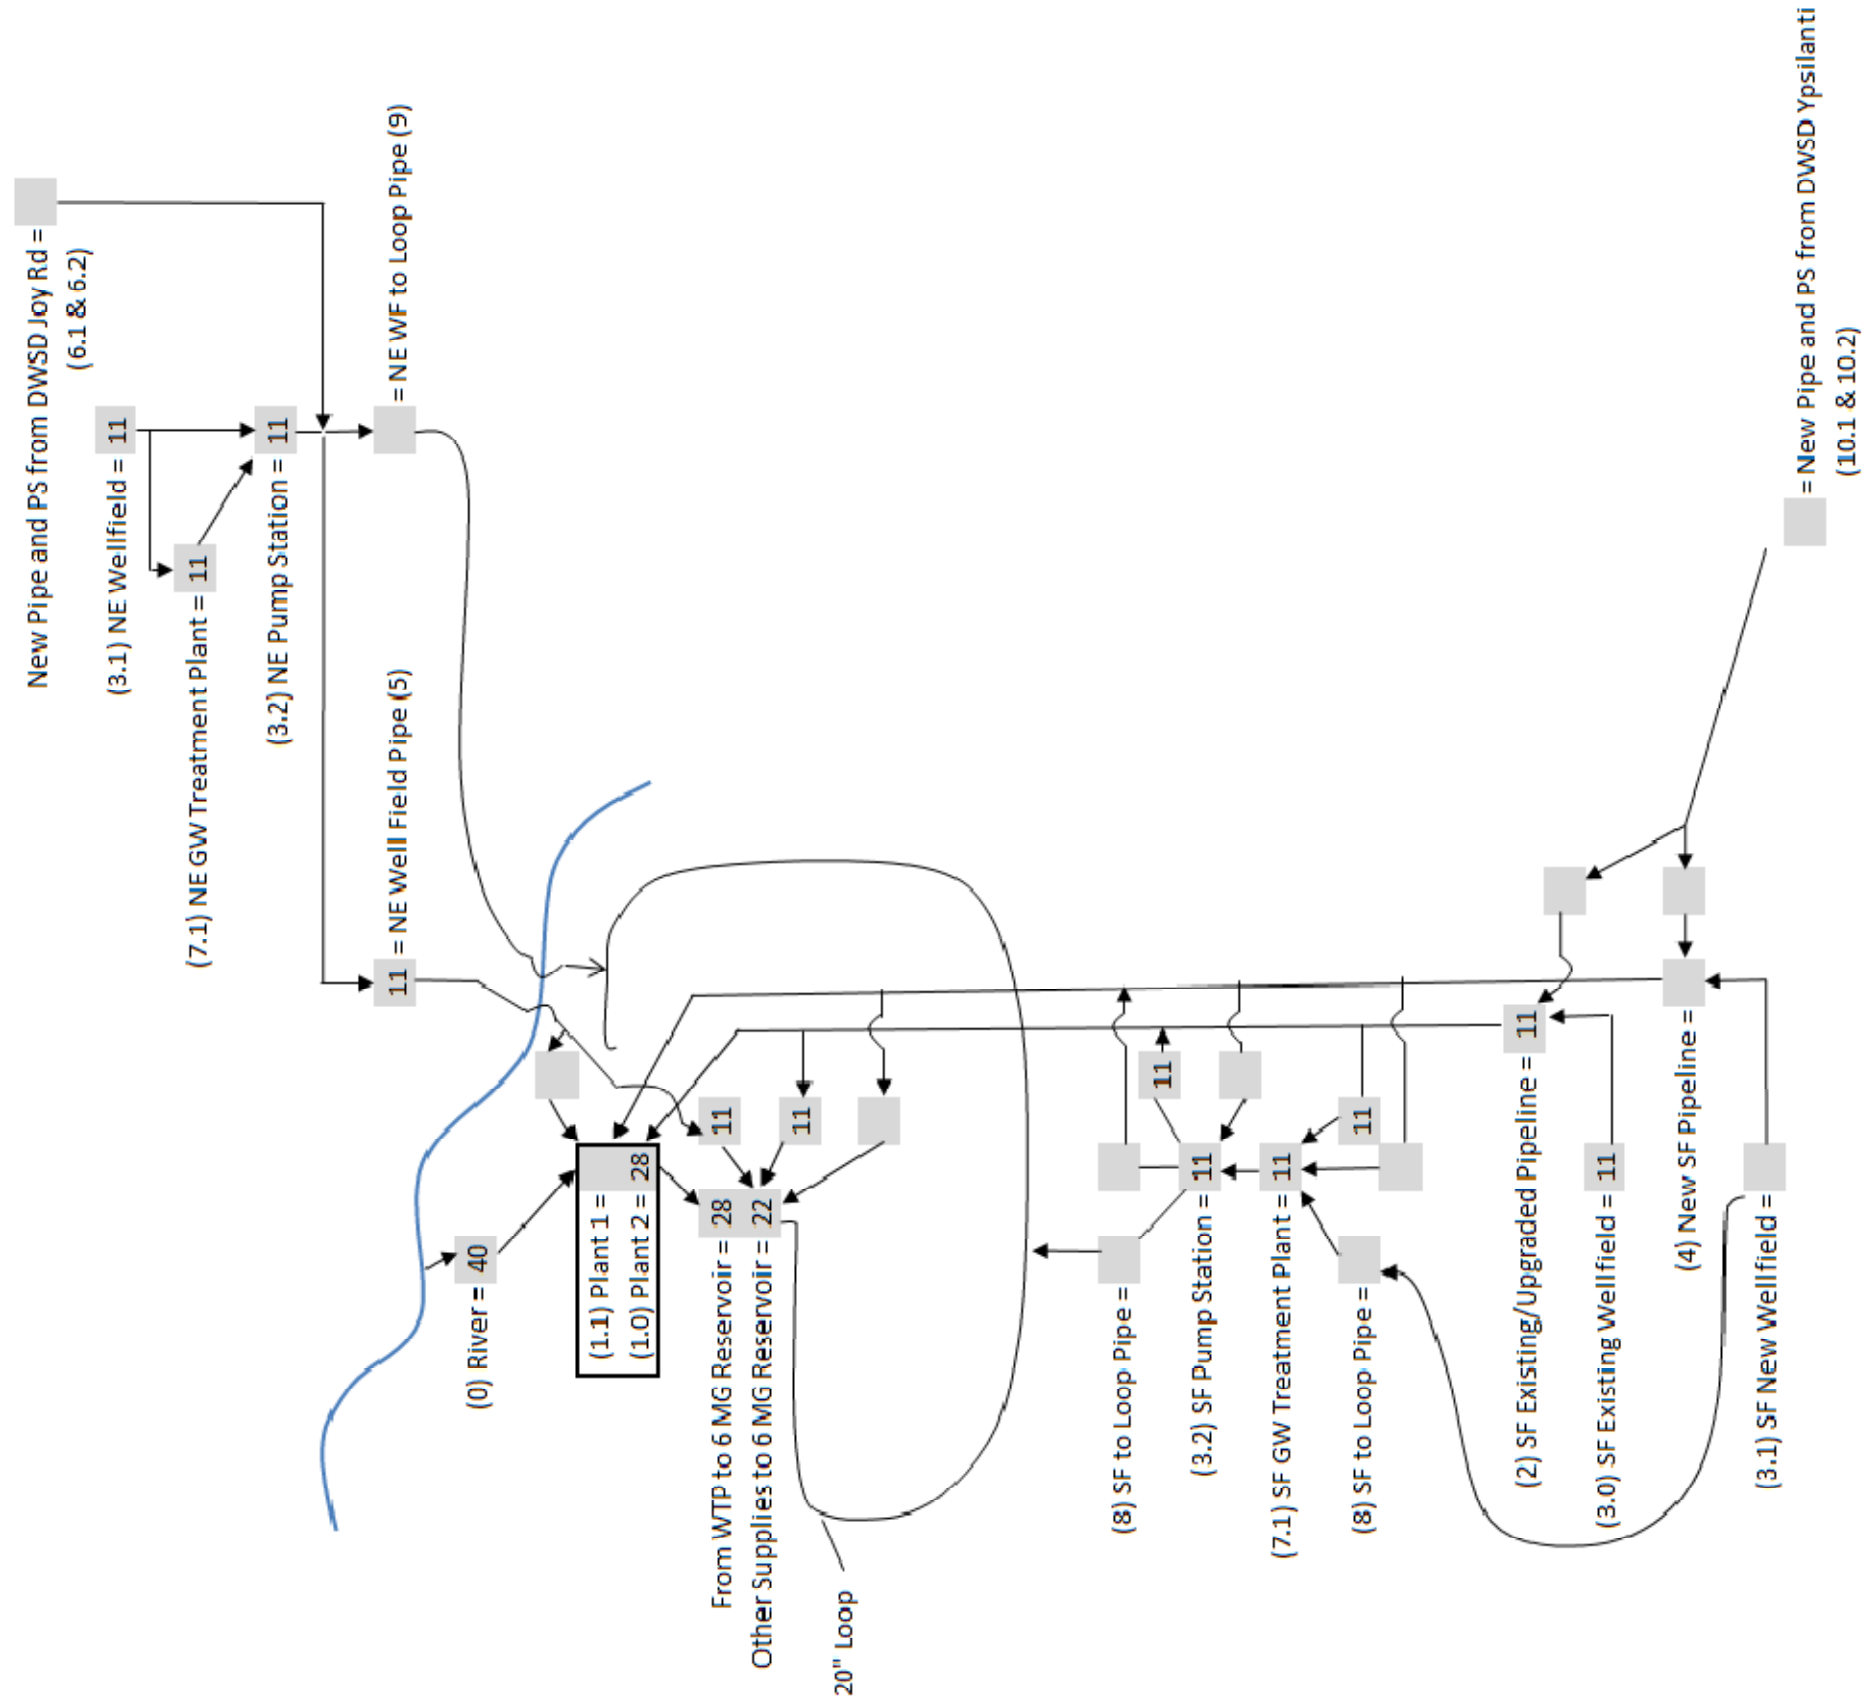 New Pipe and PS from DWSD Joy Rd =
(6.1 & 6.2)
(3.1) NE Wellfield = 11
(7.1) NE GW Treatment Plant = 11
(3.2) NE Pump Station = 11
= NE WF to Loop Pipe (9)
11 = NE Well Field Pipe (5)
(0) River = 40
(1.1) Plant 1 =
(1.0) Plant 2 = 28
11
11
From WTP to 6 MG Reservoir = 28
Other Supplies to 6 MG Reservoir = 22
20" Loop
(8) SF to Loop Pipe =
11
(3.2) SF Pump Station = 11
(7.1) SF GW Treatment Plant = 11
11
(8) SF to Loop Pipe =
(2) SF Existing/Upgraded Pipeline = 11
(3.0) SF Existing Wellfield = 11
(4) New SF Pipeline =
(3.1) SF New Wellfield =
= New Pipe and PS from DWSD Ypsilanti
(10.1 & 10.2)